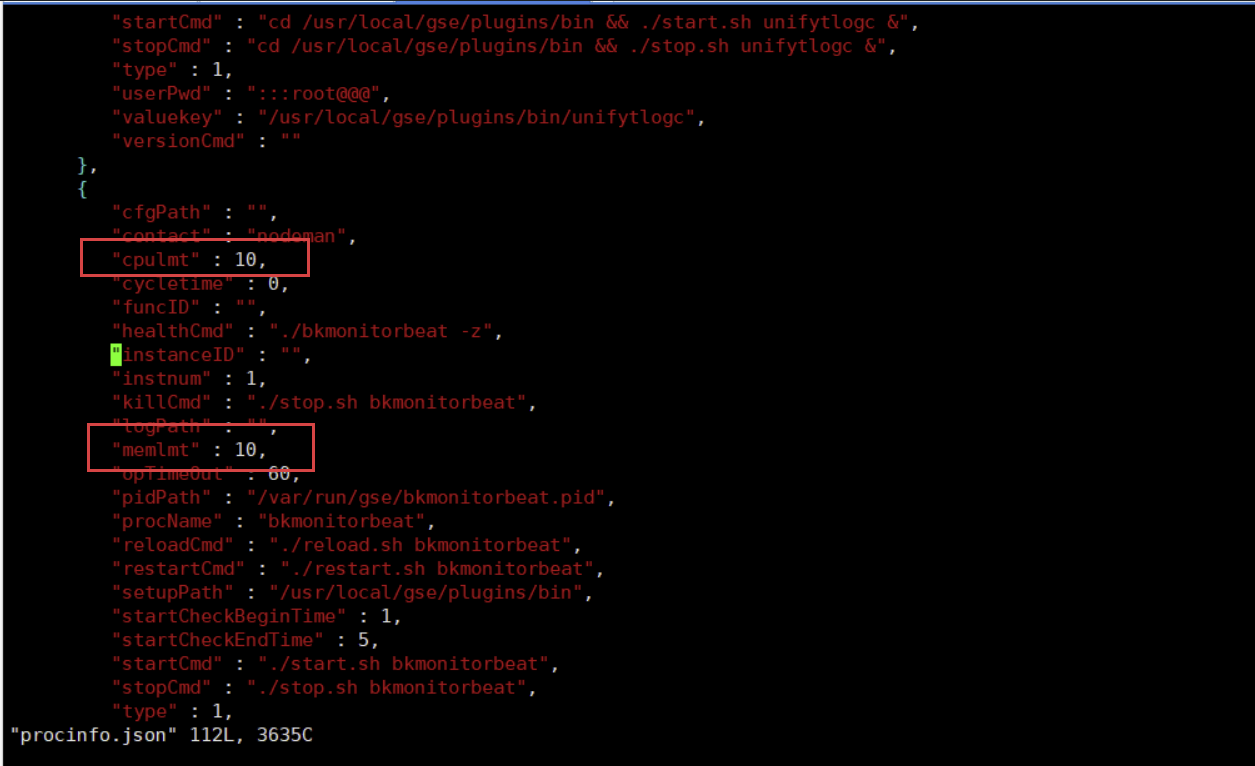 "startCmd" : "cd /usr/local/gse/plugins/bin && ./start.sh unifytlogc &",
"stopCmd" : "cd /usr/local/gse/plugins/bin && ./stop.sh unifytlogc &",
"type" : 1,
"userPwd" : ":::root@@@",
"valuekey" : "/usr/local/gse/plugins/bin/unifytlogc",
"versionCmd" : ""
},
{
"cfgPath" : "",
"contact" : "nodeman",
"cpulmt" : 10,
"cycletime" : 0,
"funcID" : "",
"healthCmd" : "./bkmonitorbeat -z",
"instanceID" : "",
"instnum" : 1,
"killCmd" : "./stop.sh bkmonitorbeat",
"logPath" : "",
"memlmt" : 10,
"opTimeOut" : 60,
"pidPath" : "/var/run/gse/bkmonitorbeat.pid",
"procName" : "bkmonitorbeat",
"reloadCmd" : "./reload.sh bkmonitorbeat",
"restartCmd" : "./restart.sh bkmonitorbeat",
"setupPath" : "/usr/local/gse/plugins/bin",
"startCheckBeginTime" : 1,
"startCheckEndTime" : 5,
"startCmd" : "./start.sh bkmonitorbeat",
"stopCmd" : "./stop.sh bkmonitorbeat",
"type" : 1,
"procinfo.json" 112L, 3635C